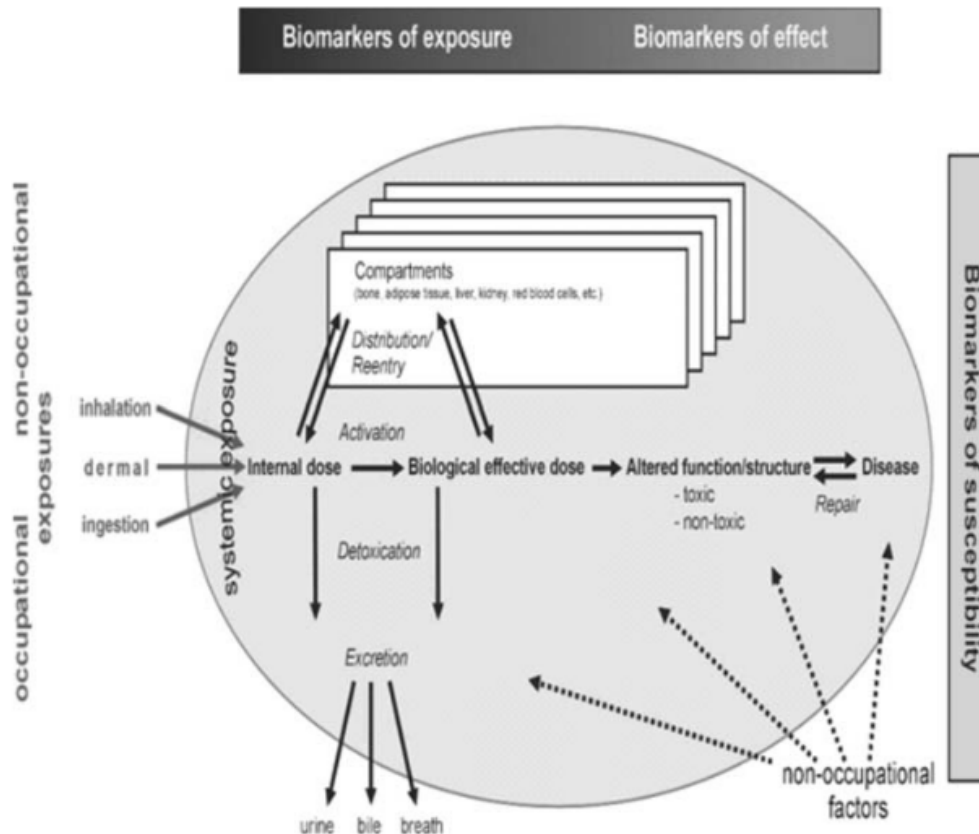 Biomarkers of exposure
Biomarkers of effect
non-occupational
occupational
exposures
systemic exposure
Biomarkers of susceptibility
Compartments
(bone, adipose tissue, liver, kidney, red blood cells, etc.)
Distribution/
Reentry
inhalation
dermal
ingestion
Activation
Internal dose
Biological effective dose
Altered function/structure
- toxic
- non-toxic
Disease
Repair
Detoxication
Excretion
urine
bile
breath
non-occupational
factors